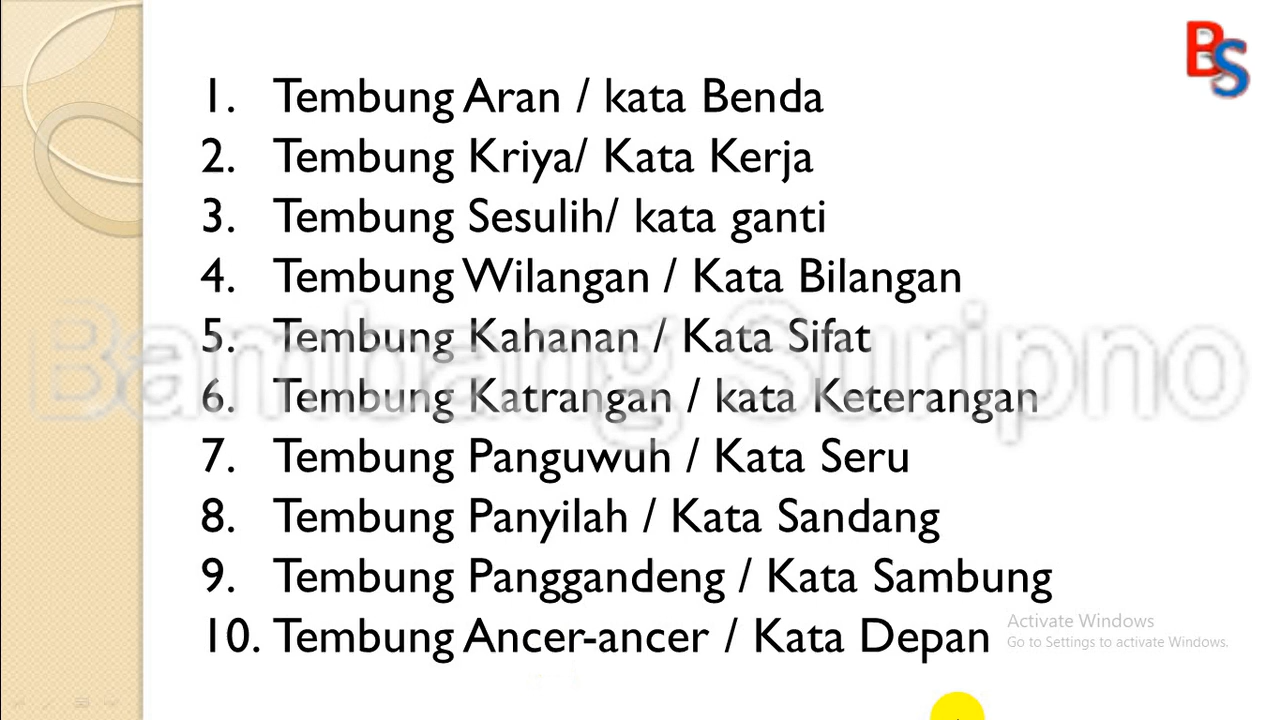 BS
1. Tembung Aran / kata Benda
2. Tembung Kriya/ Kata Kerja
3. Tembung Sesulih/ kata ganti
4. Tembung Wilangan / Kata Bilangan
5. Tembung Kahanan / Kata Sifat
Bambang Suripno
6. Tembung Katrangan / kata Keterangan
7. Tembung Panguwuh / Kata Seru
8. Tembung Panyilah / Kata Sandang
9. Tembung Panggandeng / Kata Sambung
10. Tembung Ancer-ancer / Kata Depan
Activate Windows
Go to Settings to activate Windows.